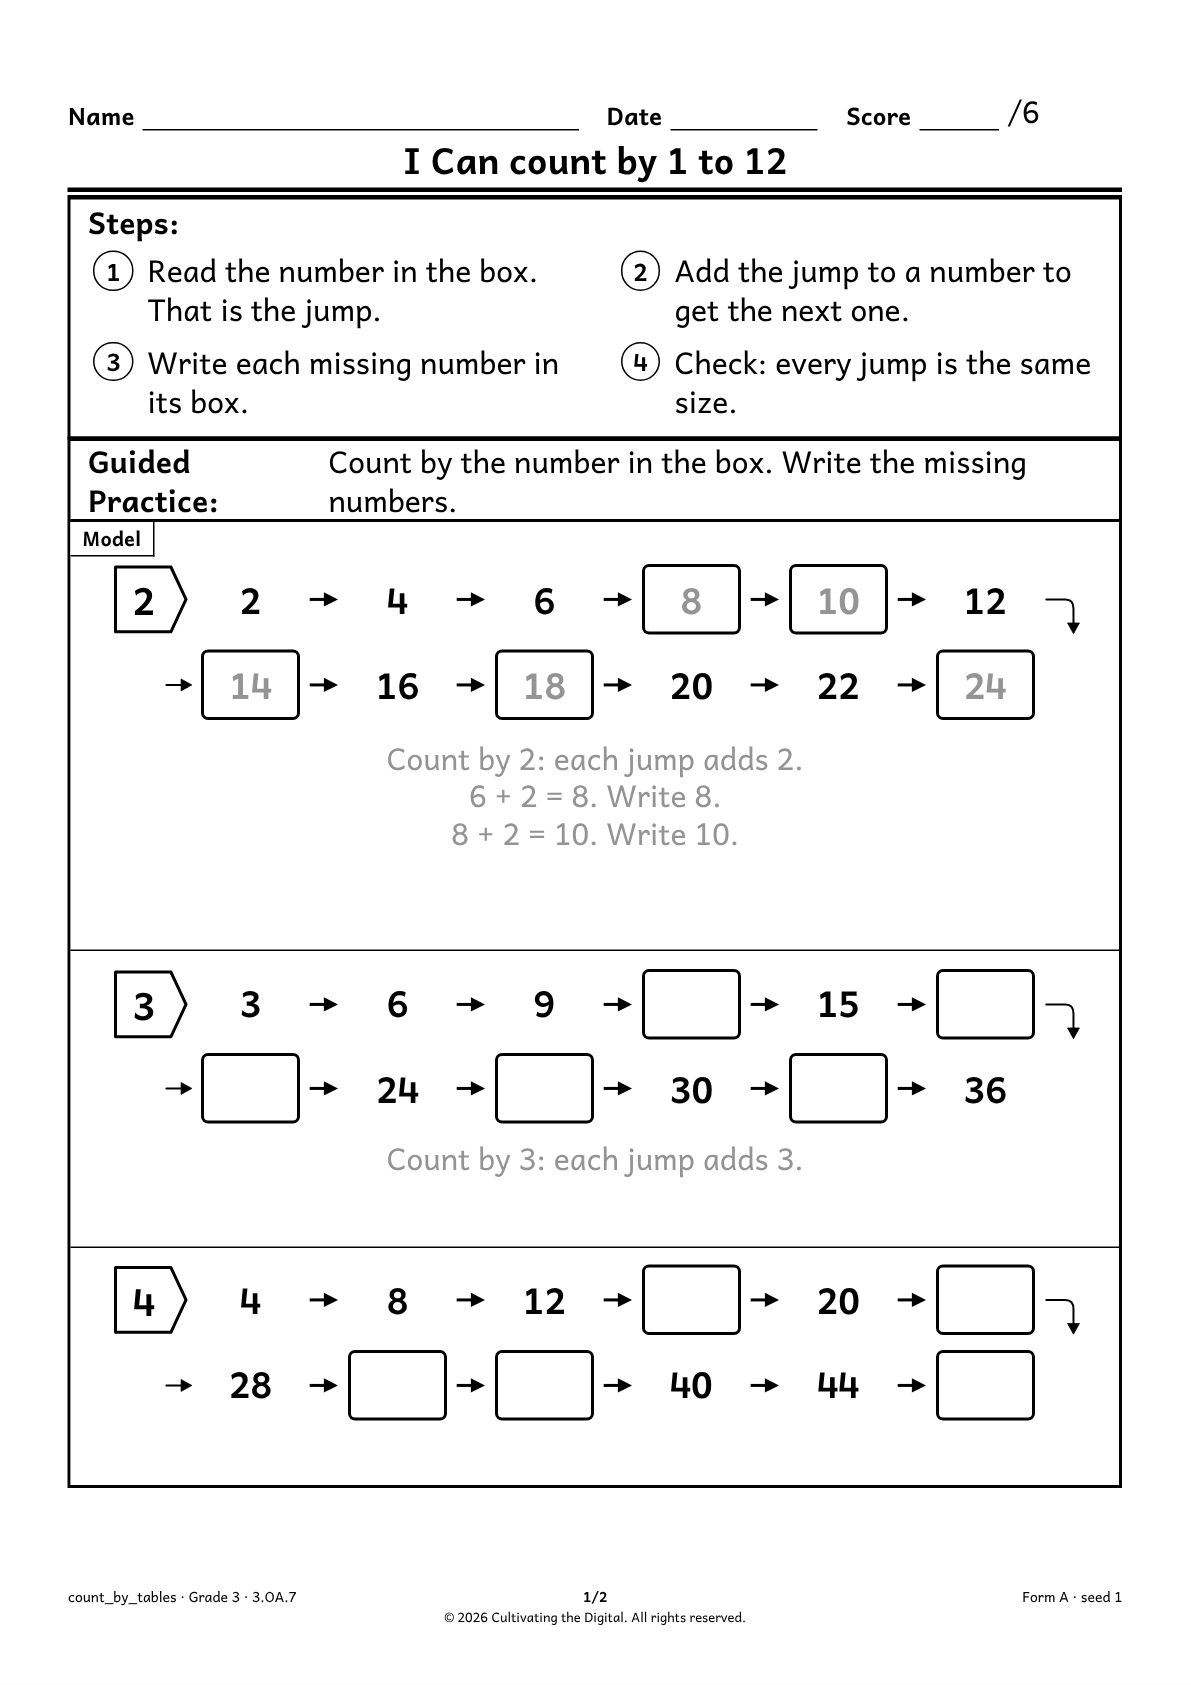 Name Date Score /6
I Can count by 1 to 12
Steps:
1 Read the number in the box.
That is the jump.
2 Add the jump to a number to
get the next one.
3 Write each missing number in
its box.
4 Check: every jump is the same
size.
Guided
Practice:
Count by the number in the box. Write the missing
numbers.
Model
2 2 → 4 → 6 → 8 → 10 → 12
→ 14 → 16 → 18 → 20 → 22 → 24
Count by 2: each jump adds 2.
6 + 2 = 8. Write 8.
8 + 2 = 10. Write 10.
3 3 → 6 → 9 → → 15 →
→ → 24 → → 30 → → 36
Count by 3: each jump adds 3.
4 4 → 8 → 12 → → 20 →
→ 28 → → → 40 → 44 →
count_by_tables · Grade 3 · 3.OA.7 1/2 Form A · seed 1
© 2026 Cultivating the Digital. All rights reserved.